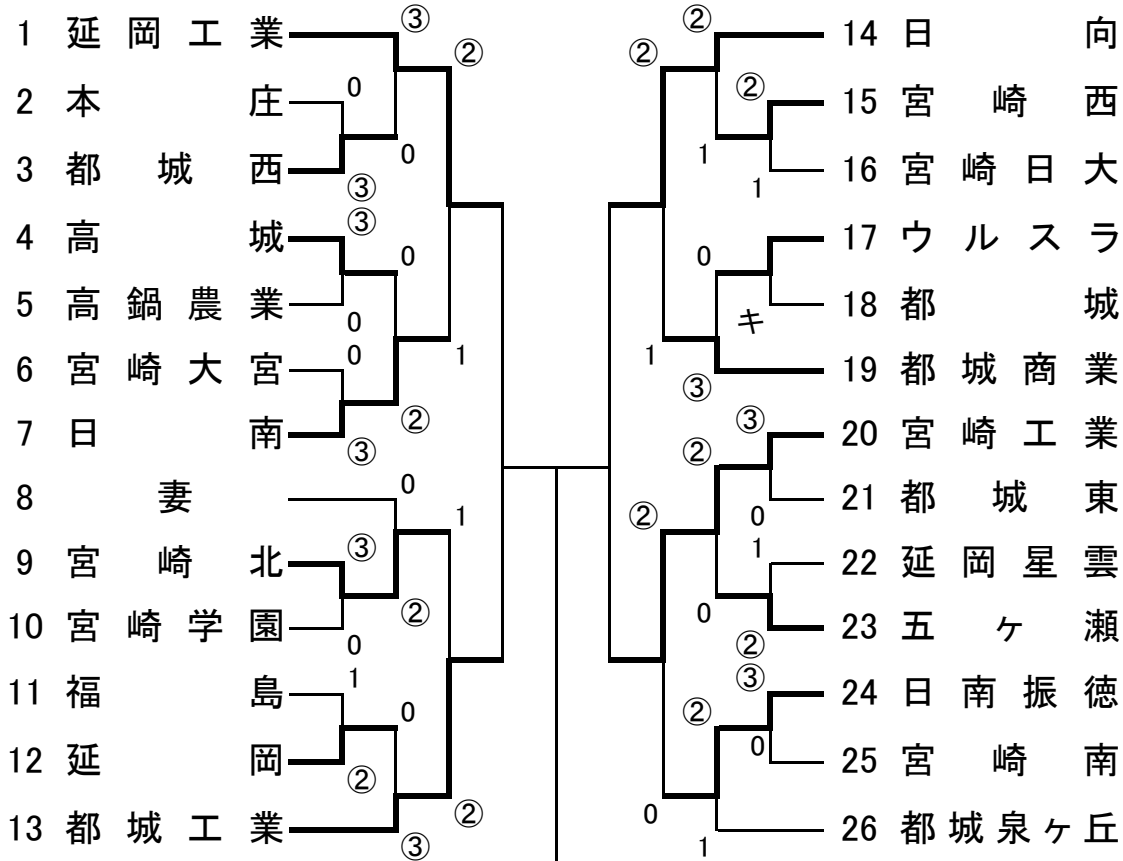 1 延岡工業
2 本庄
3 都城西
4 高城
5 高鍋農業
6 宮崎大宮
7 日南
8 妻
9 宮崎北
10 宮崎学園
11 福島
12 延岡
13 都城工業
③
②
0
0
③
③
0
0
0
1
②
③
0
1
③
②
0
1
0
②
②
③
②
②
②
1
1
0
キ
1
③
③
②
②
0
1
0
②
③
②
0
0
1
14 日向
15 宮崎西
16 宮崎日大
17 ウルスラ
18 都城
19 都城商業
20 宮崎工業
21 都城東
22 延岡星雲
23 五ヶ瀬
24 日南振徳
25 宮崎南
26 都城泉ヶ丘